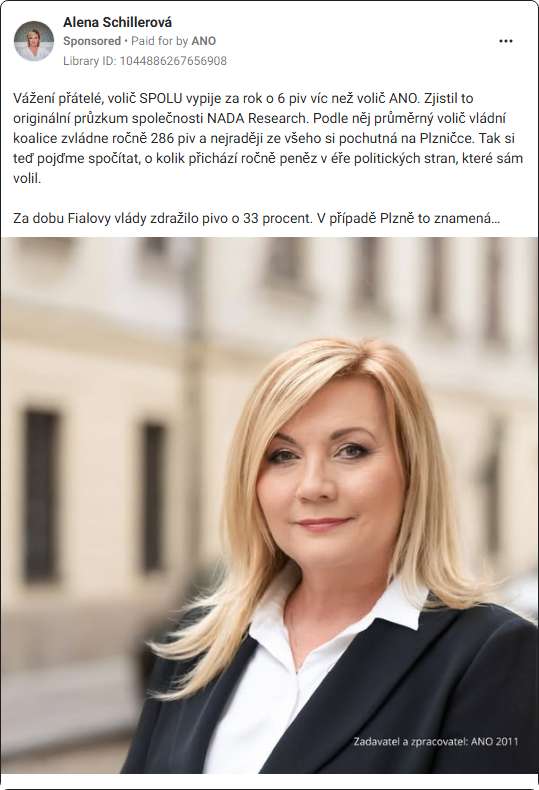 Alena Schillerová
Sponsored • Paid for by ANO
Library ID: 1044886267656908
Vážení přátelé, volič SPOLU vypije za rok o 6 piv víc než volič ANO. Zjistil to
originální průzkum společnosti NADA Research. Podle něj průměrný volič vládní
koalice zvládne ročně 286 piv a nejraději ze všeho si pochutná na Plzničce. Tak si
teď pojďme spočítat, o kolik přichází ročně peněz v éře politických stran, které sám
volil.
Za dobu Fialovy vlády zdražilo pivo o 33 procent. V případě Plzně to znamená...
Zadavatel a zpracovatel: ANO 2011